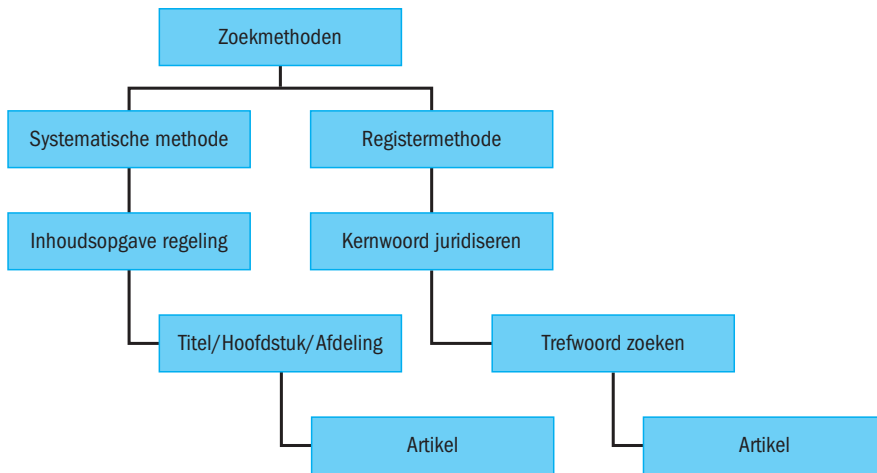 Zoekmethoden
Systematische methode
Registermethode
Inhoudsopgave regeling
Kernwoord juridiseren
Titel/Hoofdstuk/Afdeling
Trefwoord zoeken
Artikel
Artikel